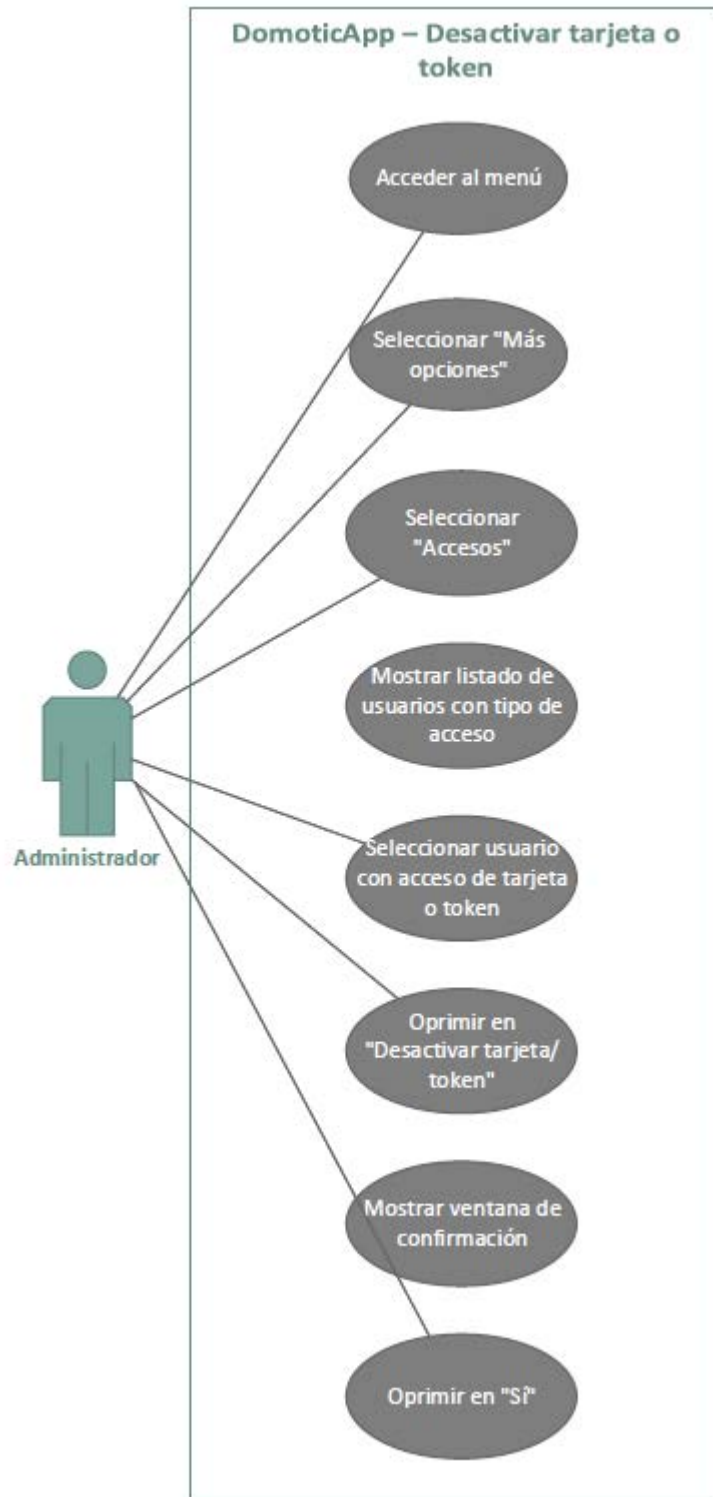 DomoticApp – Desactivar tarjeta o
token
Acceder al menú
Seleccionar "Más
opciones"
Seleccionar
"Accesos"
Mostrar listado de
usuarios con tipo de
acceso
Administrador
Seleccionar usuario
con acceso de tarjeta
o token
Oprimir en
"Desactivar tarjeta/
token"
Mostrar ventana de
confirmación
Oprimir en "Sí"